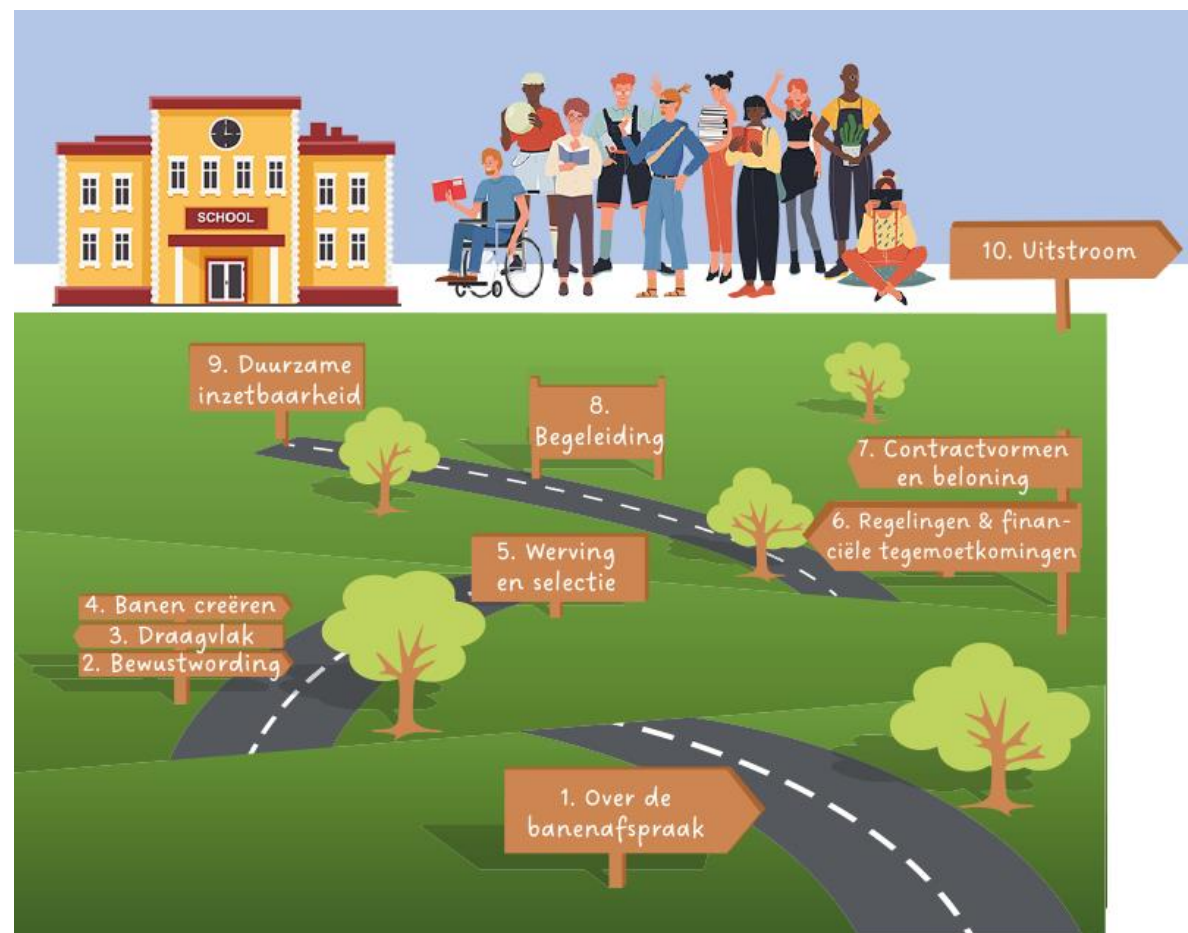 SCHOOL
10. Uitstroom
9. Duurzame
inzetbaarheid
8.
Begeleiding
7. Contractvormen
en beloning
6. Regelingen & finan-
ciële tegemoetkomingen
5. Werving
en selectie
4. Banen creëren
3. Draagvlak
2. Bewustwording
1. Over de
banenafspraak